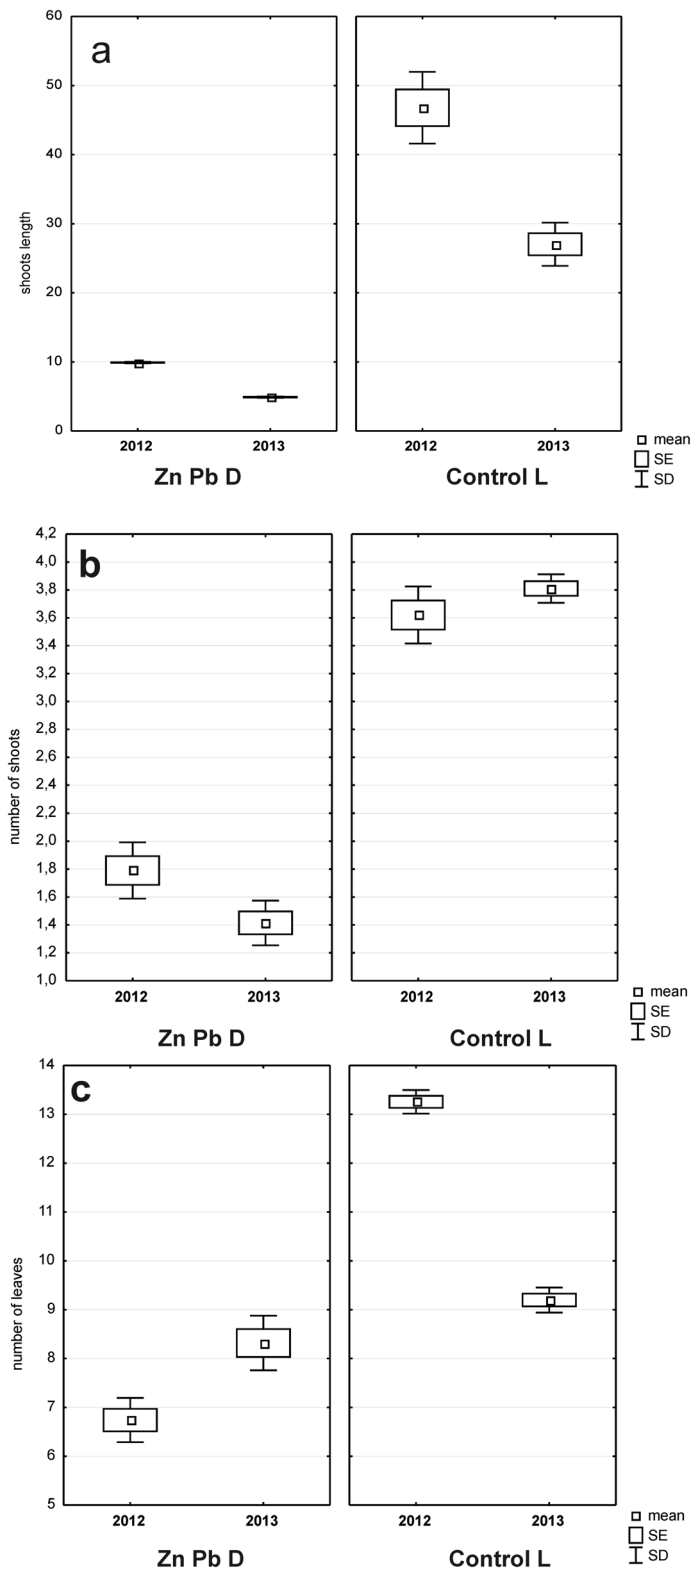 a
60
50
40
30
20
10
0
shoots length
2012 2013 2012 2013
Zn Pb D Control L
mean
SE
SD
b
4,2
4,0
3,8
3,6
3,4
3,2
3,0
2,8
2,6
2,4
2,2
2,0
1,8
1,6
1,4
1,2
1,0
number of shoots
2012 2013 2012 2013
Zn Pb D Control L
mean
SE
SD
c
14
13
12
11
10
9
8
7
6
5
number of leaves
2012 2013 2012 2013
Zn Pb D Control L
mean
SE
SD